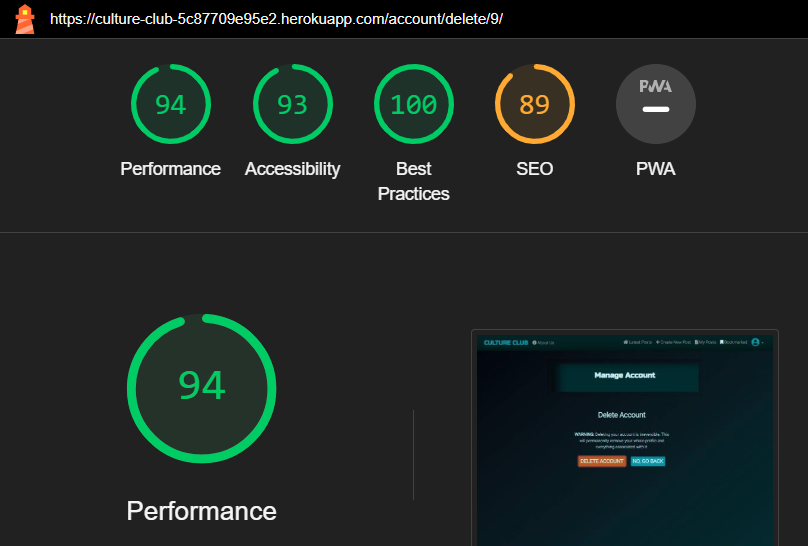 https://culture-club-5c87709e95e2.herokuapp.com/account/delete/9/
94
93
100
89
PWA
Performance
Accessibility
Best
Practices
SEO
PWA
94
Performance
CULTURE CLUB About Us Latest Posts Create New Post My Posts Bookmarked
Manage Account
Delete Account
WARNING: Deleting your account is irreversible. This
will permanently remove your whole profile and
everything associated with it.
DELETE ACCOUNT NO, GO BACK